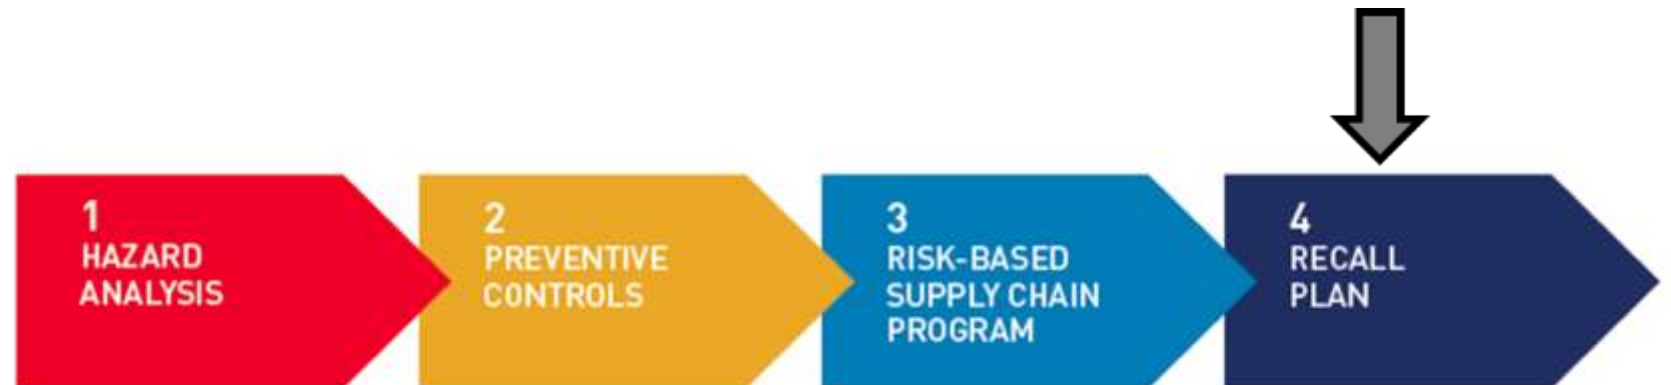 1
HAZARD
ANALYSIS
2
PREVENTIVE
CONTROLS
3
RISK-BASED
SUPPLY CHAIN
PROGRAM
4
RECALL
PLAN